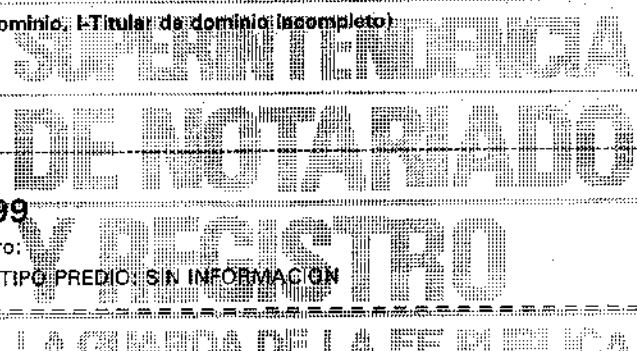 ominio, I-Titular de dominio incompleto)
SUPERINTENDENCIA
DE NOTARIADO
99
Y REGISTRO
ro:
TIPO PREDIO: SIN INFORMACION
LA GUARDA DE LA FE PUBLICA